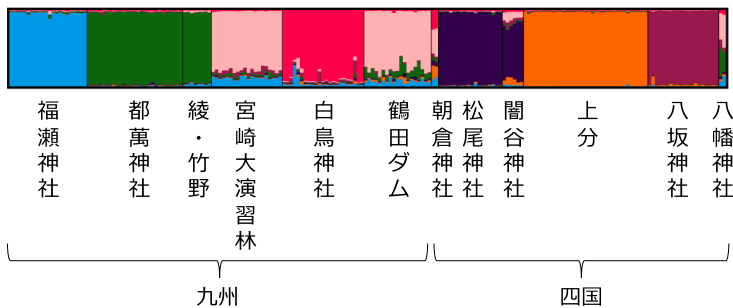 福瀬神社
都萬神社
綾・竹野
宮崎大演習林
白鳥神社
鶴田ダム
朝倉神社
松尾神社
闇谷神社
上分
八坂神社
八幡神社
九州
四国